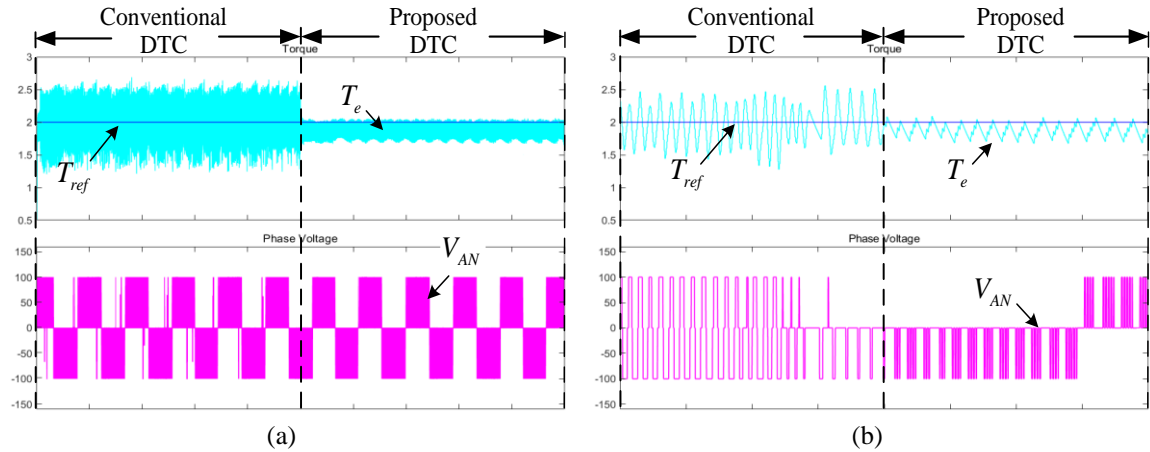 Conventional
DTC
Proposed
DTC
Torque
3
2.5
2
1.5
1
0.5
T_e
T_ref
Phase Voltage
150
100
50
0
-50
-100
-150
V_AN
(a)
Conventional
DTC
Proposed
DTC
Torque
3
2.5
2
1.5
1
0.5
T_ref
T_e
Phase Voltage
150
100
50
0
-50
-100
-150
V_AN
(b)